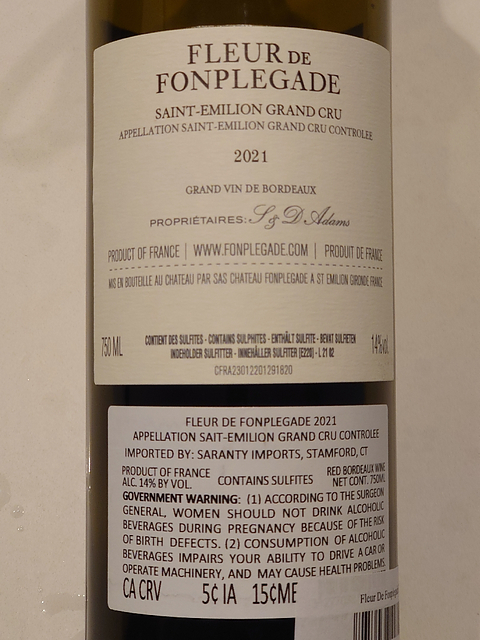 FLEUR DE
FONPLEGADE
SAINT-EMILION GRAND CRU
APPELLATION SAINT-EMILION GRAND CRU CONTROLEE
2021
GRAND VIN DE BORDEAUX
PROPRIÉTAIRES: S & D Adams
PRODUCT OF FRANCE | WWW.FONPLEGADE.COM | PRODUIT DE FRANCE
MIS EN BOUTEILLE AU CHATEAU PAR SAS CHATEAU FONPLEGADE A ST EMILION GIRONDE FRANCE
750 ML
CONTIENT DES SULFITES - CONTAINS SULPHITES - ENTHÄLT SULFITE - BEVAT SULFIETEN
INDEHOLDER SULFITTER - INNEHÅLLER SULFITER [E220] - L 21 02
14%vol.
CFRA23012201291820
FLEUR DE FONPLEGADE 2021
APPELLATION SAIT-EMILION GRAND CRU CONTROLEE
IMPORTED BY: SARANTY IMPORTS, STAMFORD, CT
PRODUCT OF FRANCE
ALC. 14% BY VOL.
CONTAINS SULFITES
RED BORDEAUX WINE
NET CONT. 750ML
GOVERNMENT WARNING: (1) ACCORDING TO THE SURGEON
GENERAL, WOMEN SHOULD NOT DRINK ALCOHOLIC
BEVERAGES DURING PREGNANCY BECAUSE OF THE RISK
OF BIRTH DEFECTS. (2) CONSUMPTION OF ALCOHOLIC
BEVERAGES IMPAIRS YOUR ABILITY TO DRIVE A CAR OR
OPERATE MACHINERY, AND MAY CAUSE HEALTH PROBLEMS
CA CRV 5¢ IA 15¢ME
Fleur De